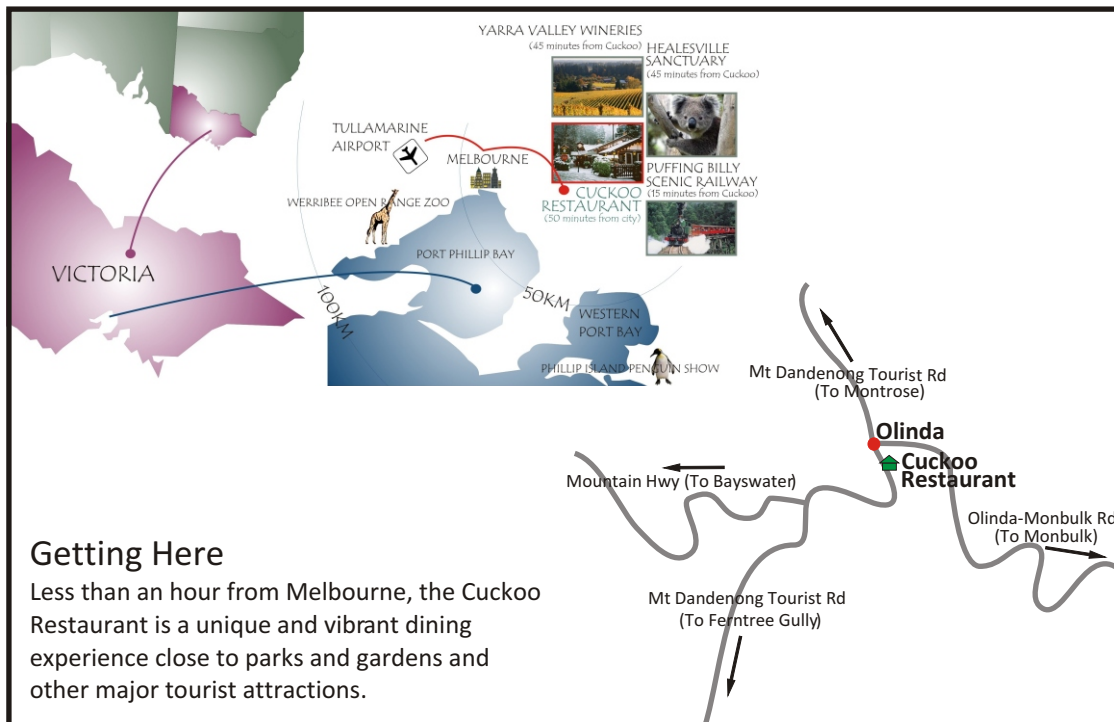 YARRA VALLEY WINERIES
(45 minutes from Cuckoo)
HEALESVILLE
SANCTUARY
(45 minutes from Cuckoo)
TULLAMARINE
AIRPORT
MELBOURNE
PUFFING BILLY
SCENIC RAILWAY
(15 minutes from Cuckoo)
CUCKOO
RESTAURANT
(50 minutes from city)
WERRIBEE OPEN RANGE ZOO
PORT PHILLIP BAY
VICTORIA
100KM
50KM
WESTERN
PORT BAY
PHILLIP ISLAND PENGUIN SHOW
Mt Dandenong Tourist Rd
(To Montrose)
Olinda
Cuckoo
Restaurant
Mountain Hwy (To Bayswater)
Olinda-Monbulk Rd
(To Monbulk)
Mt Dandenong Tourist Rd
(To Ferntree Gully)
Getting Here
Less than an hour from Melbourne, the Cuckoo
Restaurant is a unique and vibrant dining
experience close to parks and gardens and
other major tourist attractions.